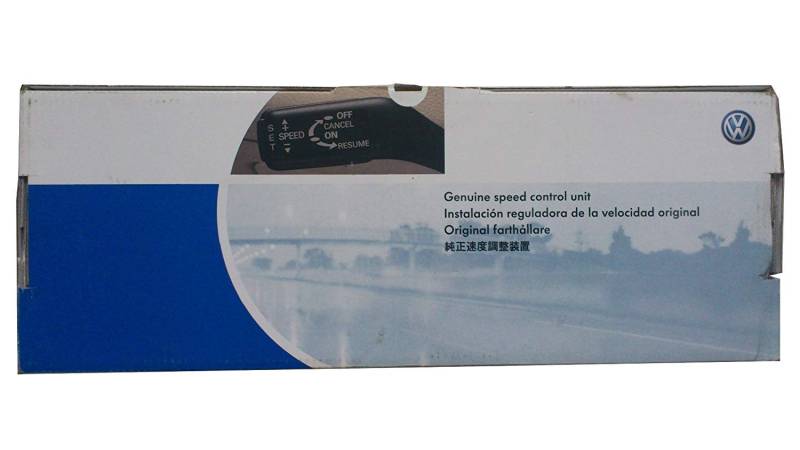 OFF
CANCEL
SET
SPEED
ON
RESUME
Genuine speed control unit
Instalación reguladora de la velocidad original
Original farthållare
純正速度調整装置